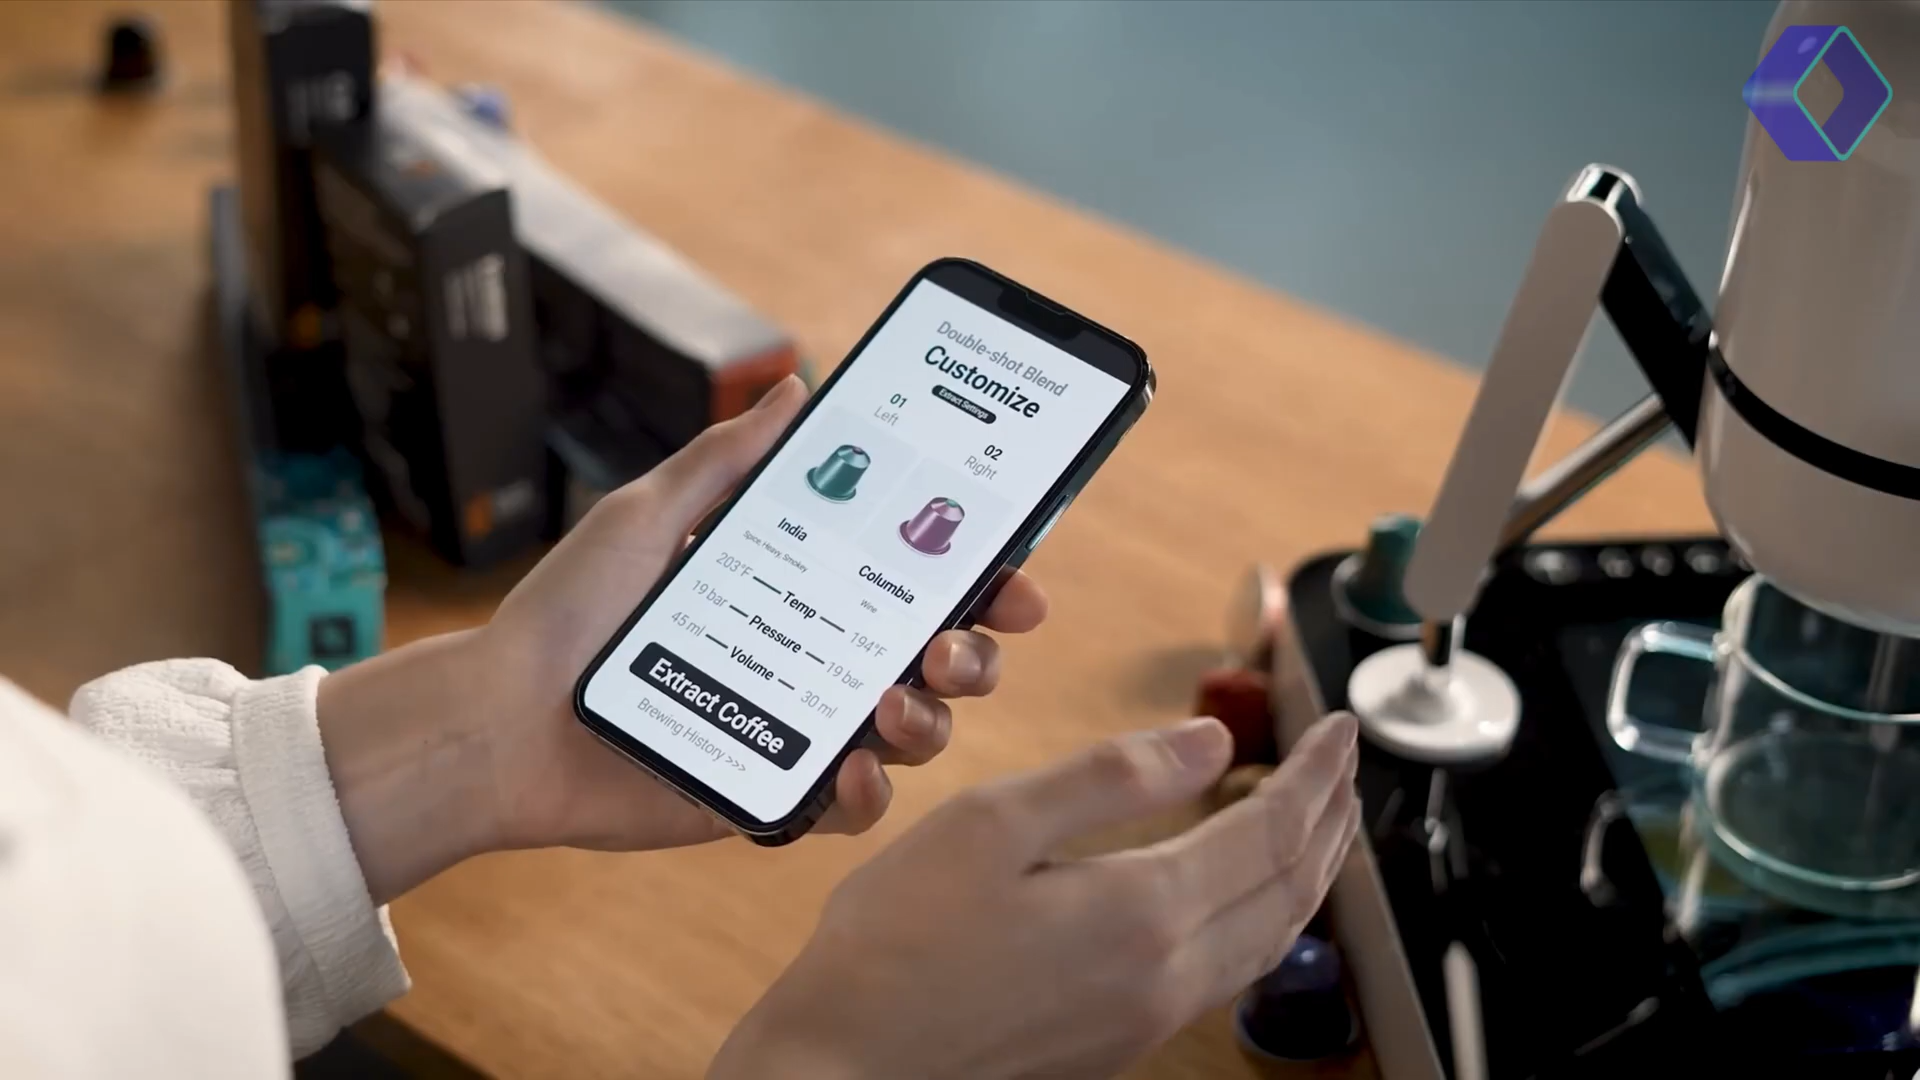 Double-shot Blend
Customize
Extract Settings
01
Left
02
Right
India
Spice, Heavy, Smokey
Columbia
Wine
203°F Temp 194°F
19 bar Pressure 19 bar
45 ml Volume 30 ml
Extract Coffee
Brewing History >>>